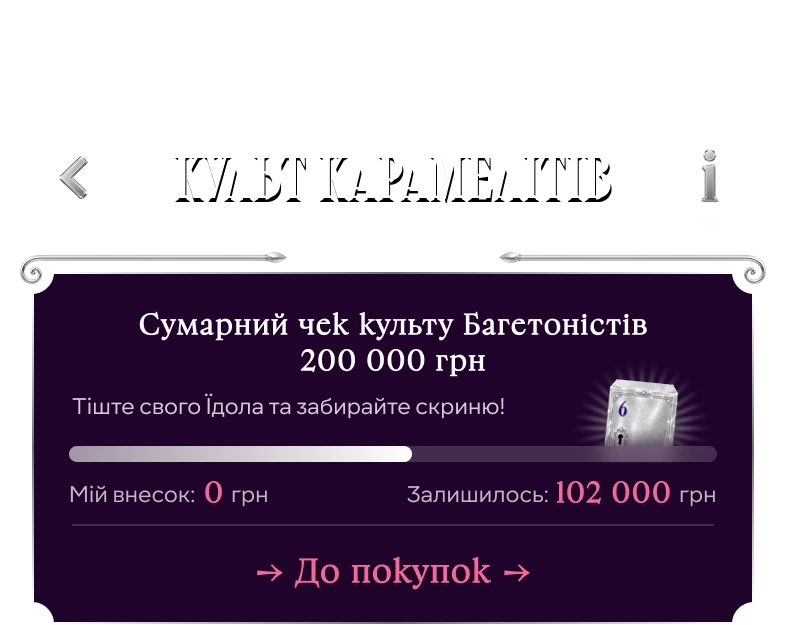 КУЛЬТ КАРАМЕЛІТІВ
Сумарний чек культу Багетоністів
200 000 грн
Тіште свого Їдола та забирайте скриню!
6
Мій внесок: 0 грн
Залишилось: 102 000 грн
→ До покупок →